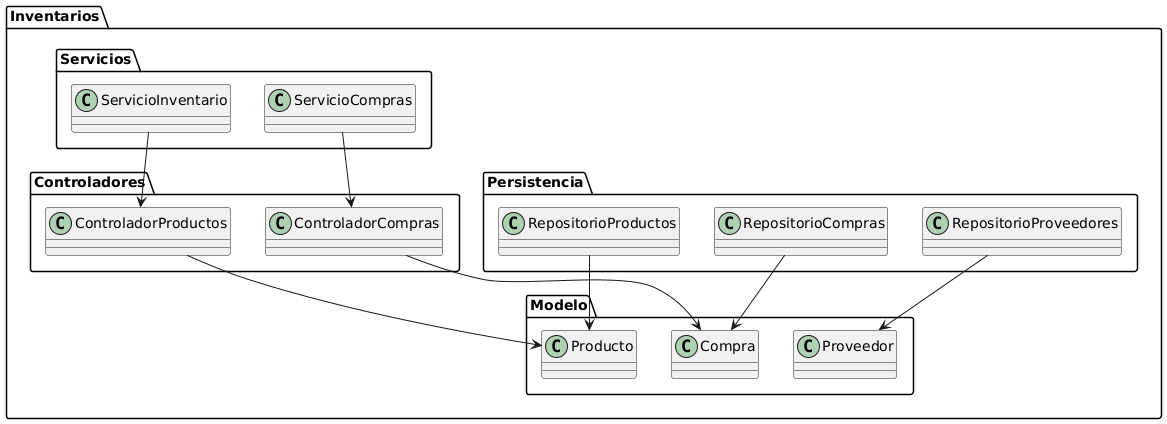 Inventarios
Servicios
C ServicioInventario
C ServicioCompras
Controladores
Persistencia
C ControladorProductos
C ControladorCompras
C RepositorioProductos
C RepositorioCompras
C RepositorioProveedores
Modelo
C Producto
C Compra
C Proveedor